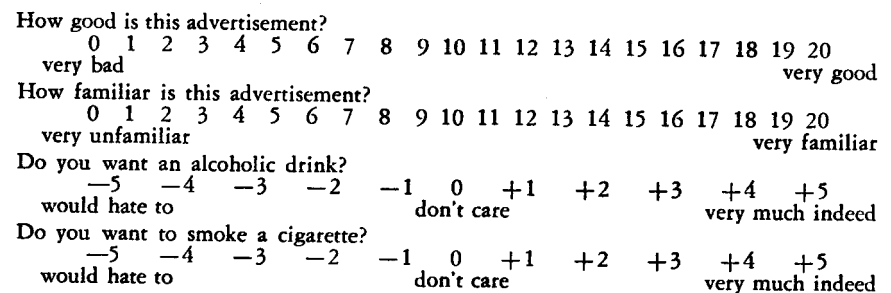 How good is this advertisement?
0 1 2 3 4 5 6 7 8 9 10 11 12 13 14 15 16 17 18 19 20
very bad very good
How familiar is this advertisement?
0 1 2 3 4 5 6 7 8 9 10 11 12 13 14 15 16 17 18 19 20
very unfamiliar very familiar
Do you want an alcoholic drink?
—5 —4 —3 —2 —1 0 +1 +2 +3 +4 +5
would hate to don't care very much indeed
Do you want to smoke a cigarette?
—5 —4 —3 —2 —1 0 +1 +2 +3 +4 +5
would hate to don't care very much indeed